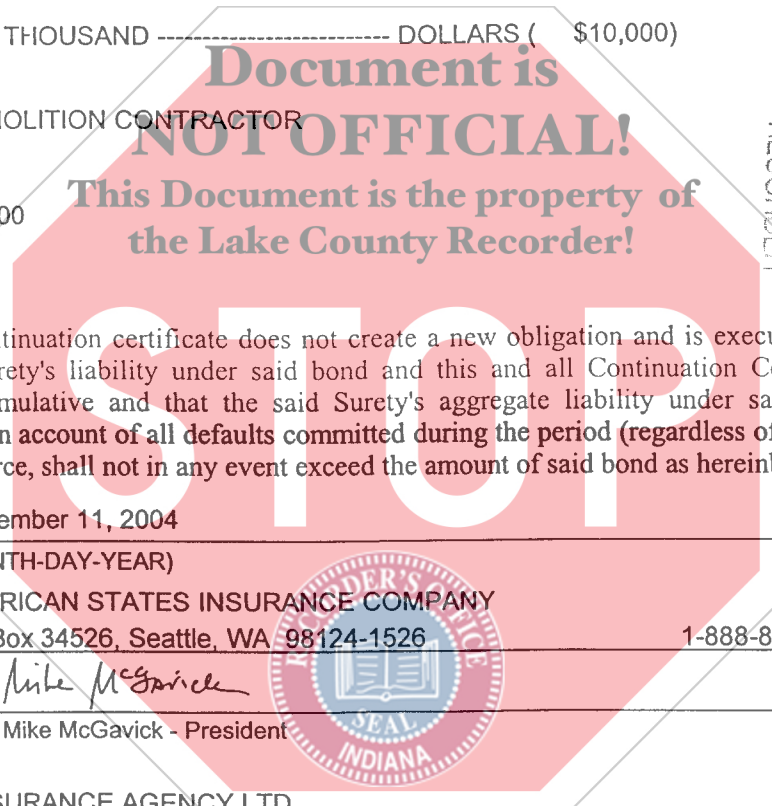 THOUSAND ------------------------- DOLLARS ( $10,000)
Document is
OLITION CONTRACTOR
NOT OFFICIAL!
This Document is the property of
00
the Lake County Recorder!
STOP
tinuation certificate does not create a new obligation and is execu
rety's liability under said bond and this and all Continuation C
mulative and that the said Surety's aggregate liability under sa
n account of all defaults committed during the period (regardless of
rce, shall not in any event exceed the amount of said bond as hereinb
ember 11, 2004
NTH-DAY-YEAR)
RICAN STATES INSURANCE COMPANY
Box 34526, Seattle, WA 98124-1526 1-888-8
Mike McGavick
Mike McGavick - President
RECORDER'S OFFICE
SEAL
INDIANA
SURANCE AGENCY LTD